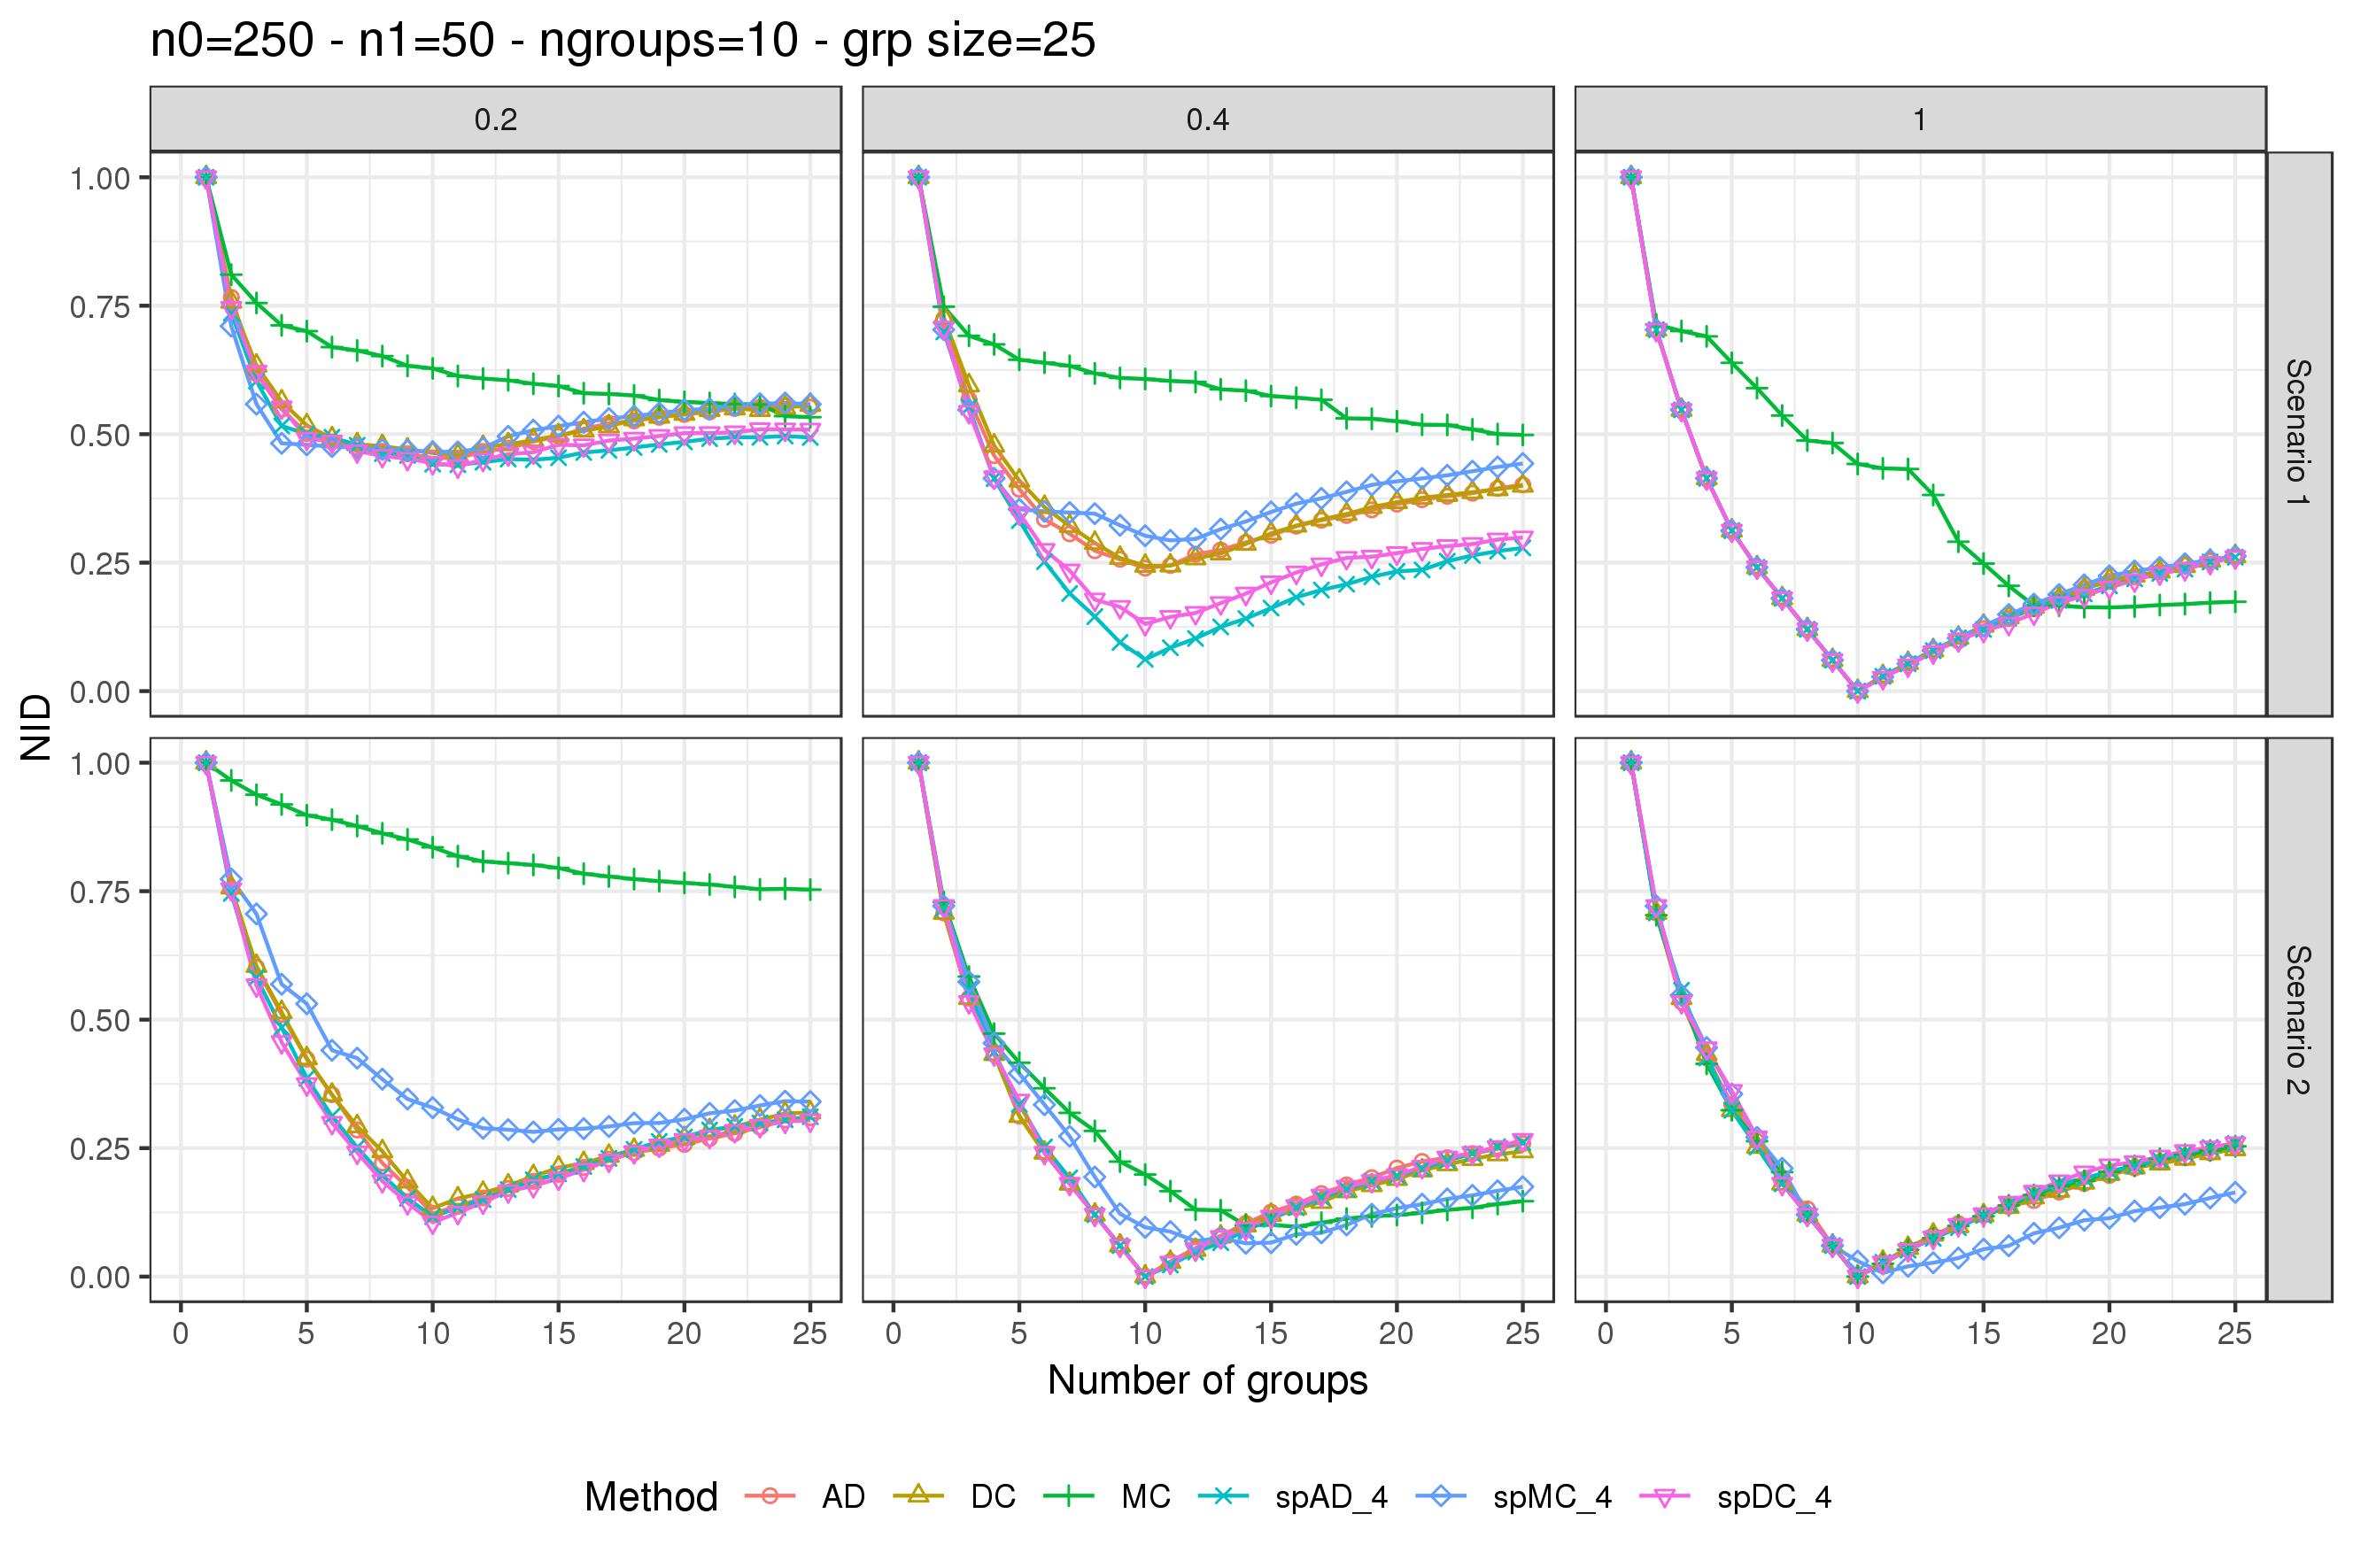 n0=250 - n1=50 - ngroups=10 - grp size=25
0.2 0.4 1
1.00
0.75
0.50
0.25
0.00
Scenario 1
NID
1.00
0.75
0.50
0.25
0.00
Scenario 2
0 5 10 15 20 25 0 5 10 15 20 25 0 5 10 15 20 25
Number of groups
Method AD DC MC spAD_4 spMC_4 spDC_4